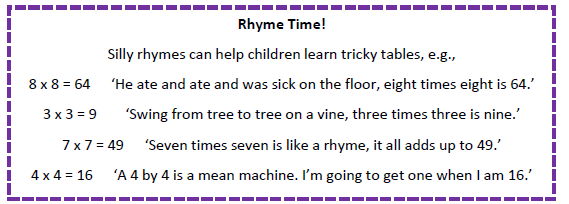 Rhyme Time!
Silly rhymes can help children learn tricky tables, e.g.,
8 x 8 = 64 ‘He ate and ate and was sick on the floor, eight times eight is 64.’
3 x 3 = 9 ‘Swing from tree to tree on a vine, three times three is nine.’
7 x 7 = 49 ‘Seven times seven is like a rhyme, it all adds up to 49.’
4 x 4 = 16 ‘A 4 by 4 is a mean machine. I’m going to get one when I am 16.’